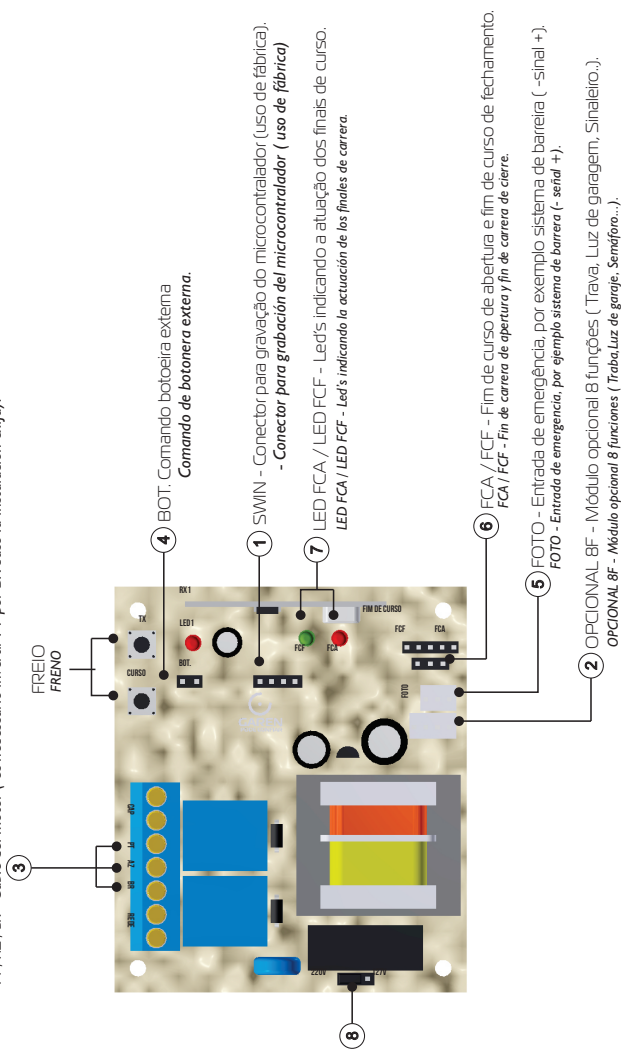 FREIO
FRENO
4 BOT. Comando botoeira externa
Comando de botonera externa.
1 SWIN - Conector para gravação do microcontralador (uso de fábrica).
- Conector para grabación del microcontralador ( uso de fábrica)
7 LED FCA / LED FCF - Led's indicando a atuação dos finais de curso.
LED FCA / LED FCF - Led's indicando la actuación de los finales de carrera.
6 FCA / FCF - Fim de curso de abertura e fim de curso de fechamento.
FCA / FCF - Fin de carrera de apertura y fin de carrera de cierre.
5 FOTO - Entrada de emergência, por exemplo sistema de barreira ( -sinal +).
FOTO - Entrada de emergencia, por ejemplo sistema de barrera (- señal +).
2 OPCIONAL 8F - Módulo opcional 8 funções ( Trava, Luz de garagem, Sinaleiro..).
OPCIONAL 8F - Módulo opcional 8 funciones ( Traba,Luz de garaje, Semáforo...).
3
8
REDE BR AZ PT CAP
CURSO
TX
BOT.
LED1
RX1
FCF
FCA
FIM DE CURSO
FCF
FCA
FOTO
220V